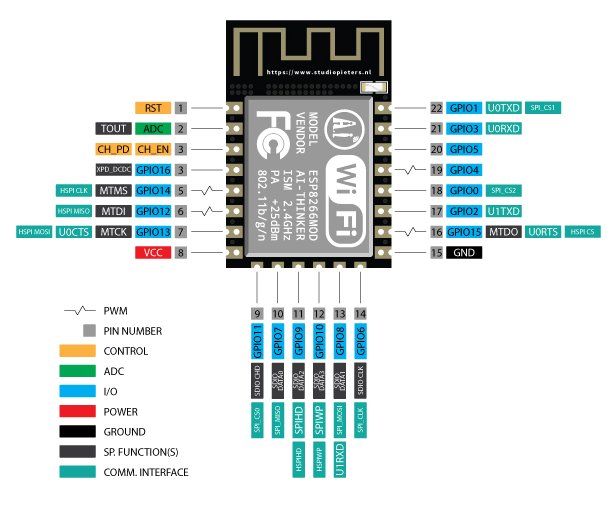 https://www.studiopieters.nl
RST 1
TOUT ADC 2
CH_PD CH_EN 3
XPD_DCDC GPIO16 3
HSPI CLK MTMS GPIO14 5
HSPI MISO MTDI GPIO12 6
HSPI MOSI U0CTS MTCK GPIO13 7
VCC 8
22 GPIO1 U0TXD SPI_CS1
21 GPIO3 U0RXD
20 GPIO5
19 GPIO4
18 GPIO0 SPI_CS2
17 GPIO2 U1TXD
16 GPIO15 MTDO U0RTS HSPI CS
15 GND
MODEL ESP8266MOD
VENDOR AI-THINKER
ISM 2.4GHz
PA +25dBm
802.11b/g/n
FC
Ai
Wi Fi
9 GPIO11 SDIO CHD SPI_CS0
10 GPIO7 SDIO DATA0 SPI_MISO
11 GPIO9 SDIO DATA2 SPIHD HSPIHD
12 GPIO10 SDIO DATA3 SPIWP HSPIWP
13 GPIO8 SDIO DATA1 SPI_MOSI U1RXD
14 GPIO6 SDIO CLK SPI_CLK
PWM
PIN NUMBER
CONTROL
ADC
I/O
POWER
GROUND
SP. FUNCTION(S)
COMM. INTERFACE